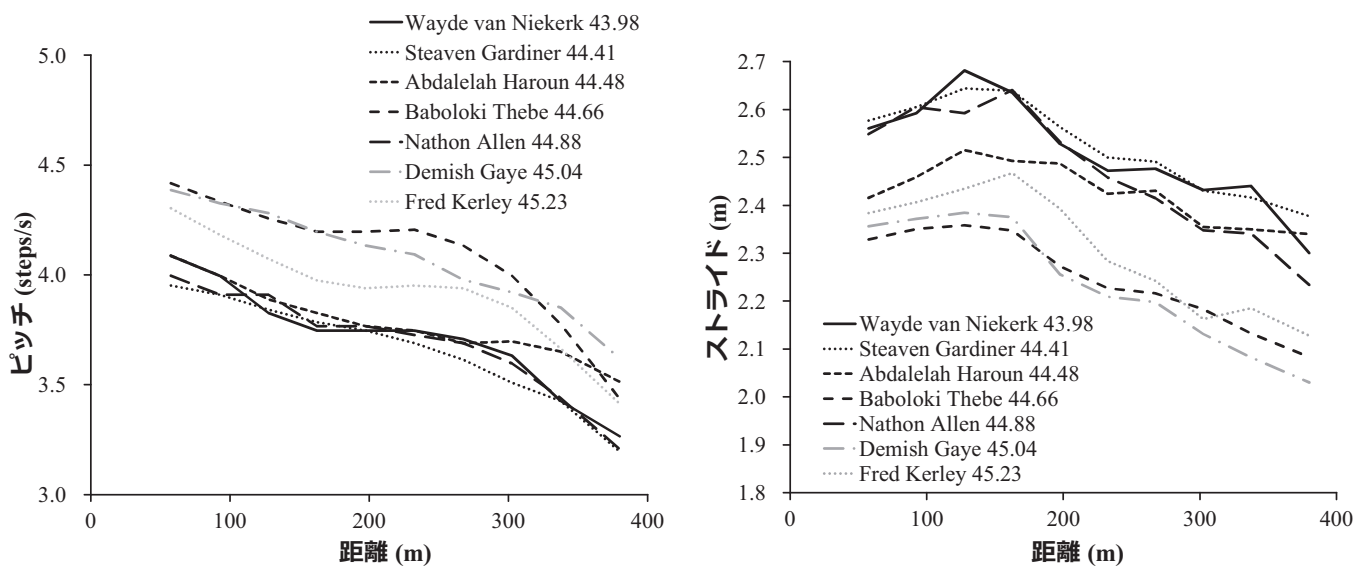 Wayde van Niekerk 43.98
Steaven Gardiner 44.41
Abdalelah Haroun 44.48
Baboloki Thebe 44.66
Nathon Allen 44.88
Demish Gaye 45.04
Fred Kerley 45.23
5.0
4.5
4.0
3.5
3.0
ピッチ (steps/s)
0
100
200
300
400
距離 (m)
2.7
2.6
2.5
2.4
2.3
2.2
2.1
2.0
1.9
1.8
ストライド (m)
Wayde van Niekerk 43.98
Steaven Gardiner 44.41
Abdalelah Haroun 44.48
Baboloki Thebe 44.66
Nathon Allen 44.88
Demish Gaye 45.04
Fred Kerley 45.23
0
100
200
300
400
距離 (m)